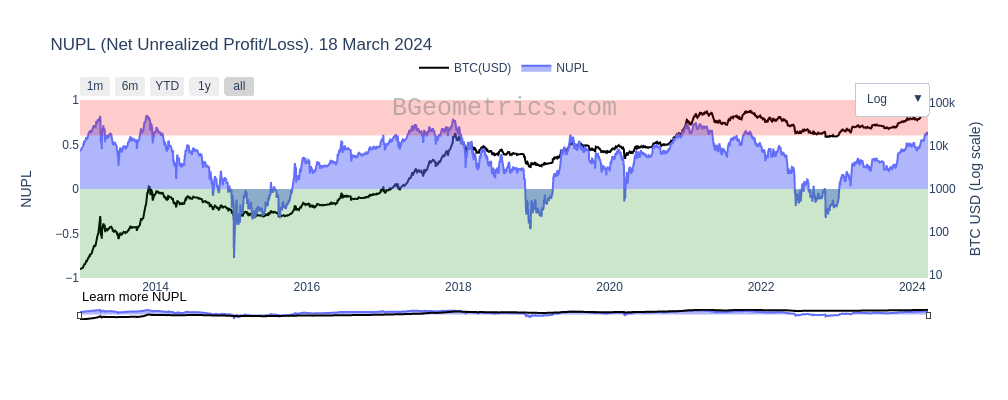 NUPL (Net Unrealized Profit/Loss). 18 March 2024
BTC(USD) NUPL
1m 6m YTD 1y all
Log ▼
BGeometrics.com
NUPL
1
0.5
0
−0.5
−1
100k
10k
1000
100
10
BTC USD (Log scale)
2014 2016 2018 2020 2022 2024
Learn more NUPL